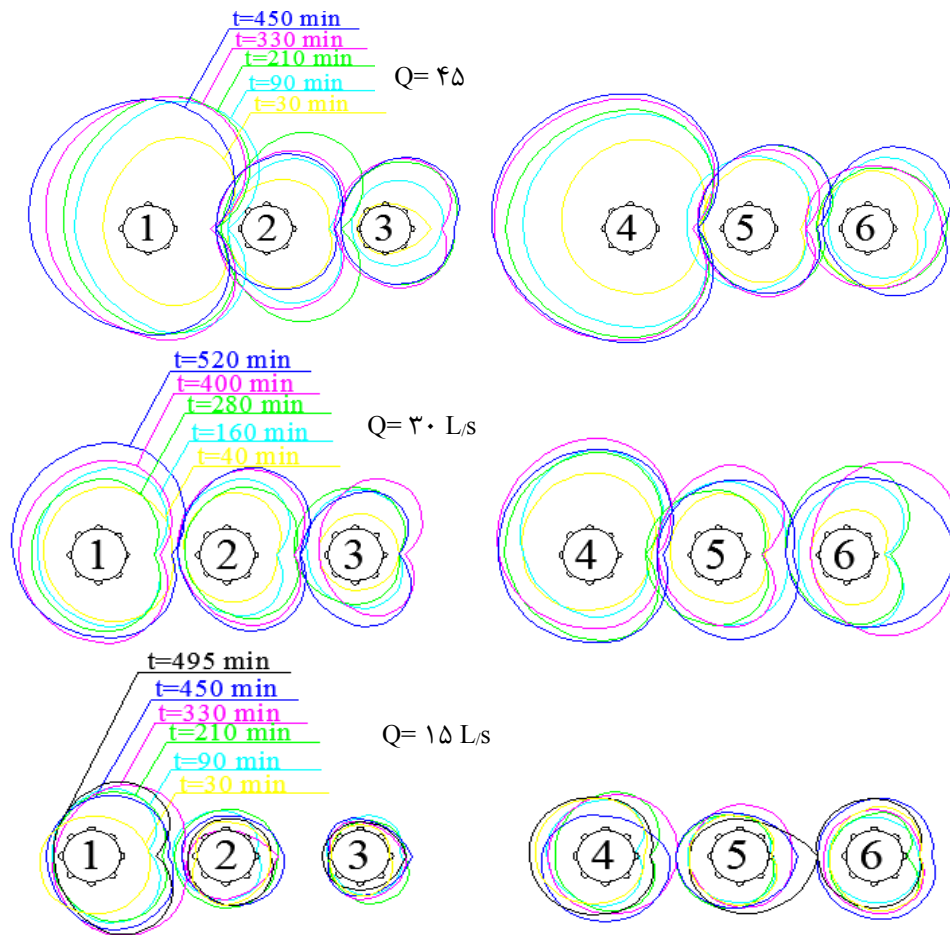 t=450 min
t=330 min
t=210 min
t=90 min
t=30 min
Q= ۴۵
1
2
3
4
5
6
t=520 min
t=400 min
t=280 min
t=160 min
t=40 min
Q= ۳۰ L/s
1
2
3
4
5
6
t=495 min
t=450 min
t=330 min
t=210 min
t=90 min
t=30 min
Q= ۱۵ L/s
1
2
3
4
5
6